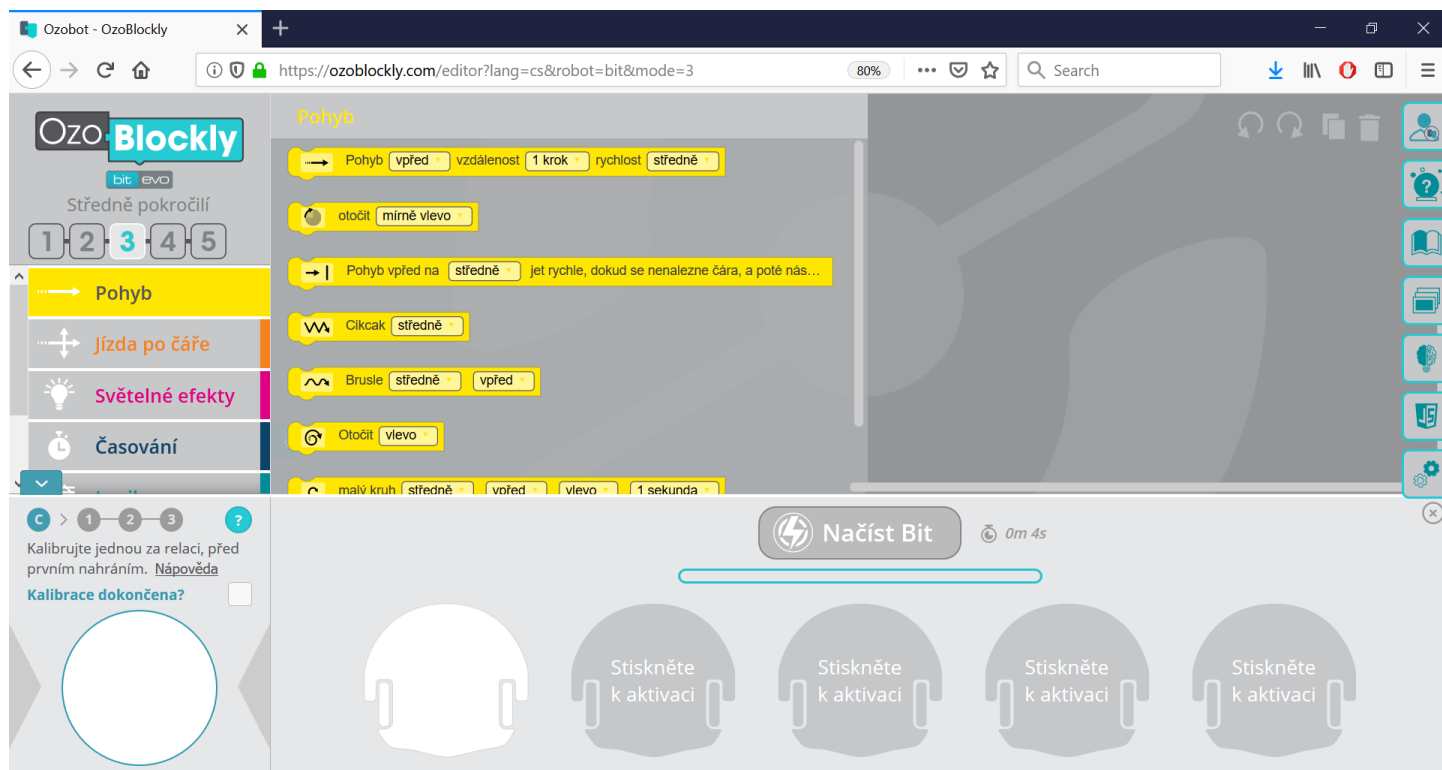 Ozobot - OzoBlockly
https://ozoblockly.com/editor?lang=cs&robot=bit&mode=3
80%
Search
Ozo Blockly
bit evo
Středně pokročilí
1 2 3 4 5
Pohyb
Jízda po čáře
Světelné efekty
Časování
Pohyb
Pohyb vpřed vzdálenost 1 krok rychlost středně
otočit mírně vlevo
Pohyb vpřed na středně jet rychle, dokud se nenalezne čára, a poté nás...
Cikcak středně
Brusle středně vpřed
Otočit vlevo
malý kruh středně vpřed vlevo 1 sekunda
?
JS
C > 1 2 3 ?
Kalibrujte jednou za relaci, před
prvním nahráním. Nápověda
Kalibrace dokončena?
Načíst Bit
0m 4s
Stiskněte
k aktivaci
Stiskněte
k aktivaci
Stiskněte
k aktivaci
Stiskněte
k aktivaci